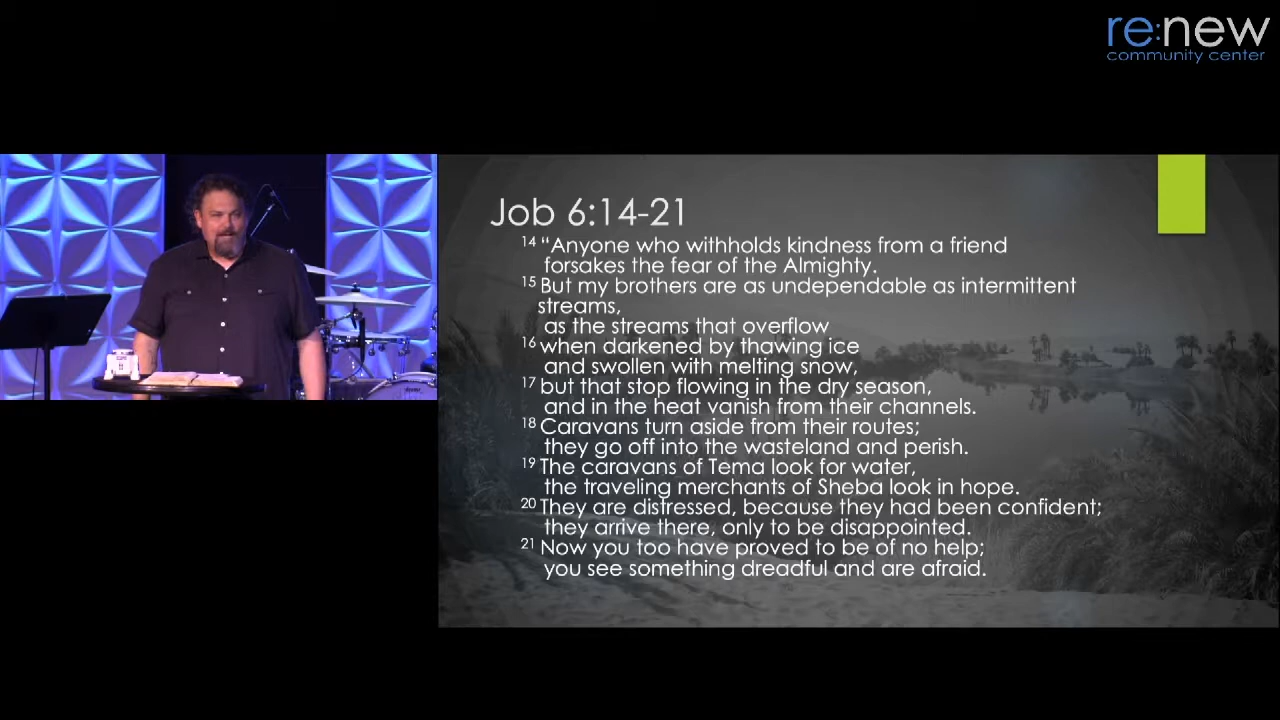 re:new
community center
Job 6:14-21
14 “Anyone who withholds kindness from a friend
forsakes the fear of the Almighty.
15 But my brothers are as undependable as intermittent
streams,
as the streams that overflow
16 when darkened by thawing ice
and swollen with melting snow,
17 but that stop flowing in the dry season,
and in the heat vanish from their channels.
18 Caravans turn aside from their routes;
they go off into the wasteland and perish.
19 The caravans of Tema look for water,
the traveling merchants of Sheba look in hope.
20 They are distressed, because they had been confident;
they arrive there, only to be disappointed.
21 Now you too have proved to be of no help;
you see something dreadful and are afraid.